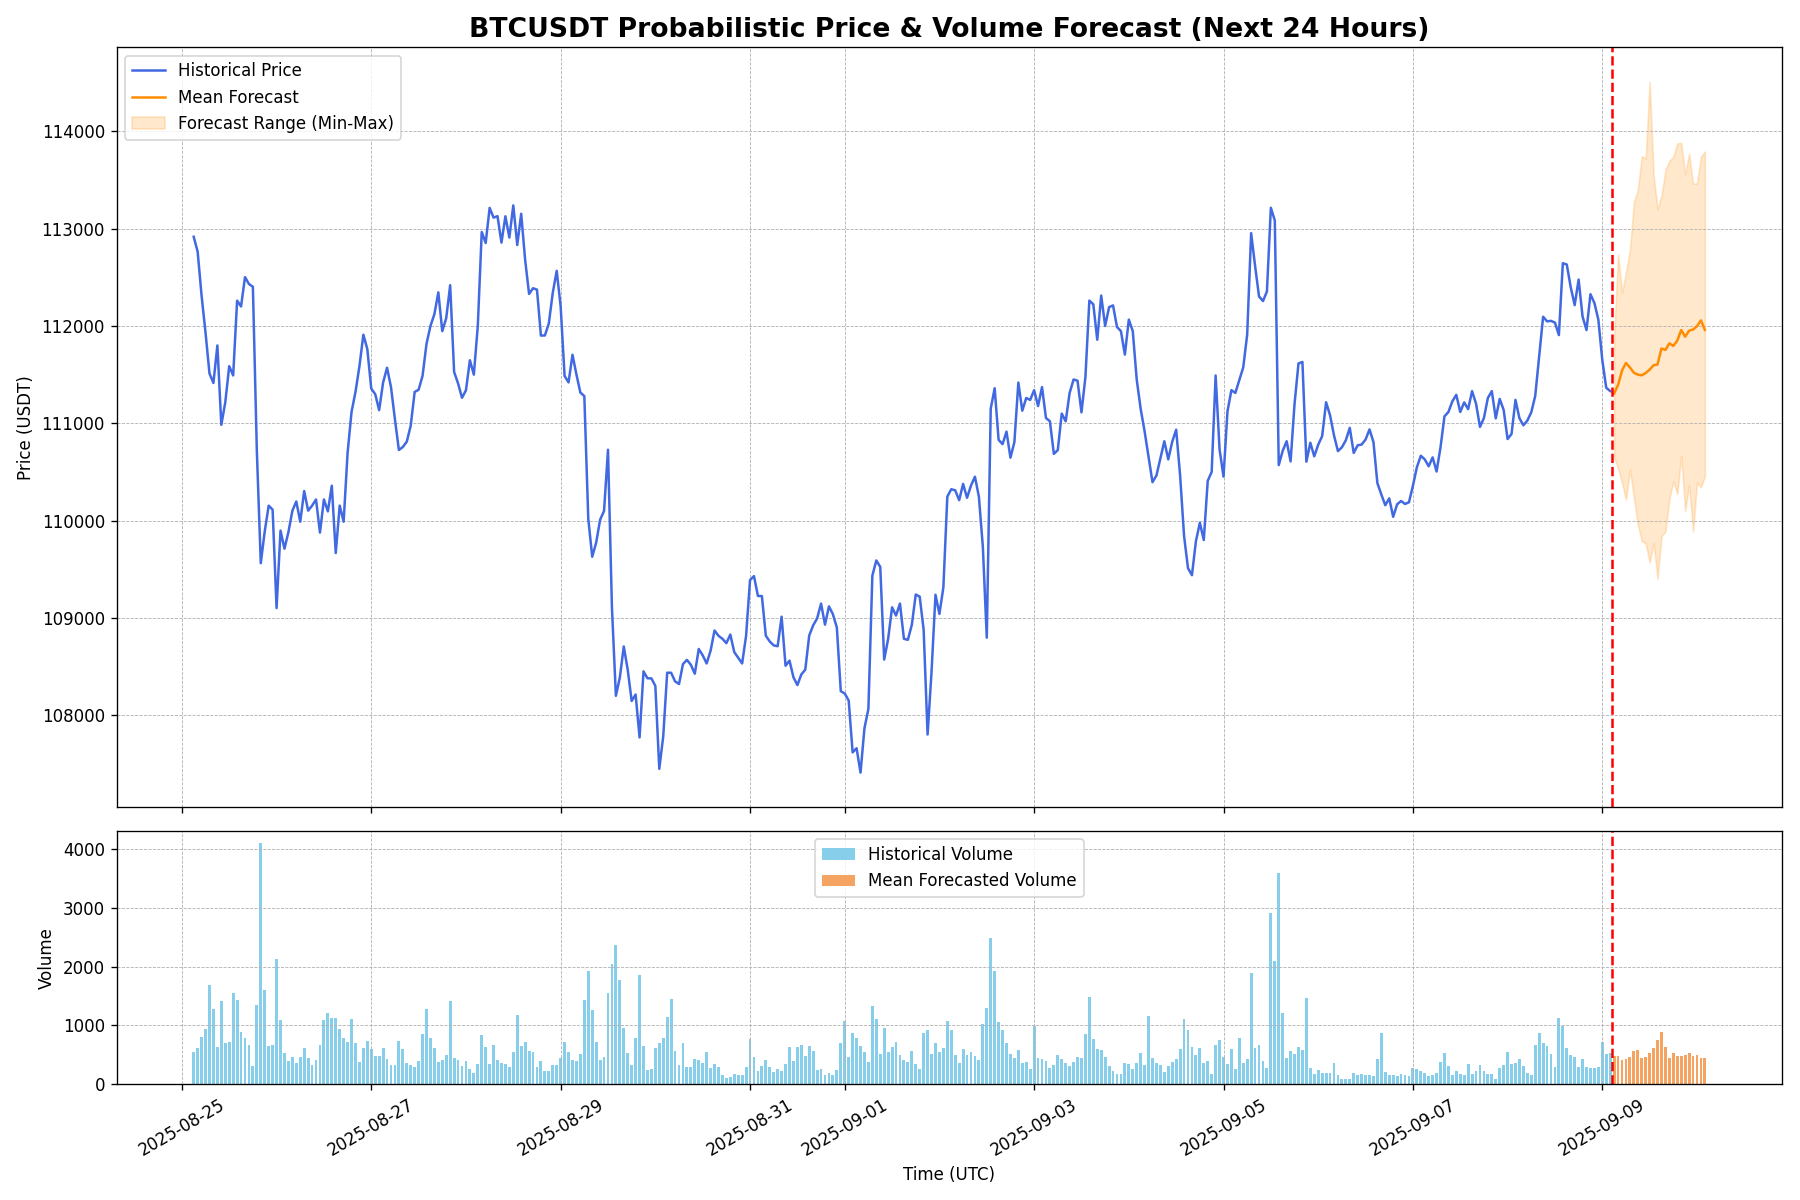 BTCUSDT Probabilistic Price & Volume Forecast (Next 24 Hours)
Historical Price
Mean Forecast
Forecast Range (Min-Max)
Price (USDT)
114000
113000
112000
111000
110000
109000
108000
Historical Volume
Mean Forecasted Volume
Volume
4000
3000
2000
1000
0
2025-08-25
2025-08-27
2025-08-29
2025-08-31
2025-09-01
2025-09-03
2025-09-05
2025-09-07
2025-09-09
Time (UTC)